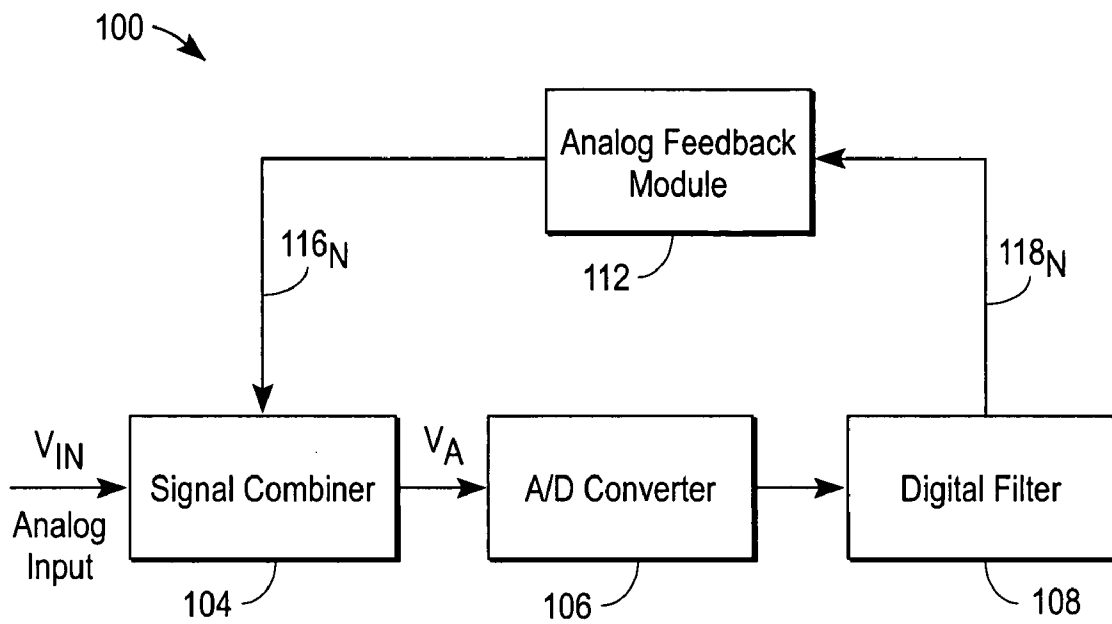 100
Analog Feedback
Module
116N
112
118N
VIN
Analog
Input
Signal Combiner
VA
A/D Converter
Digital Filter
104
106
108